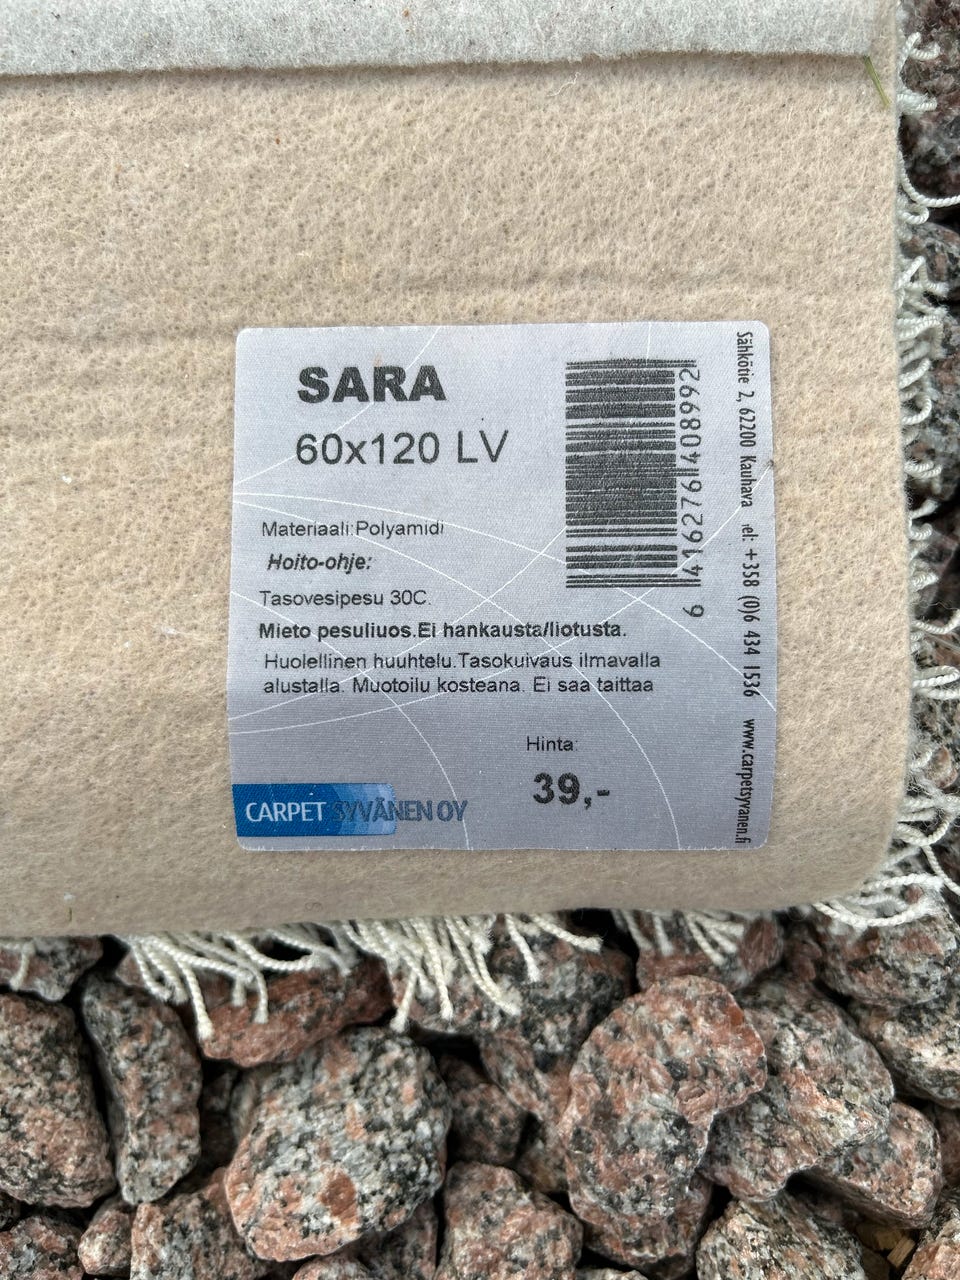 SARA
60x120 LV
Materiaali:Polyamidi
Hoito-ohje:
Tasovesipesu 30C.
Mieto pesuliuos.Ei hankausta/liotusta.
Huolellinen huuhtelu.Tasokuivaus ilmavalla
alustalla. Muotoilu kosteana. Ei saa taittaa
Hinta:
39,-
CARPET SYVÄNEN OY
6 416276 408992
Sähkötie 2, 62200 Kauhava Tel: +358 (0)6 434 1536 www.carpetsyvanen.fi